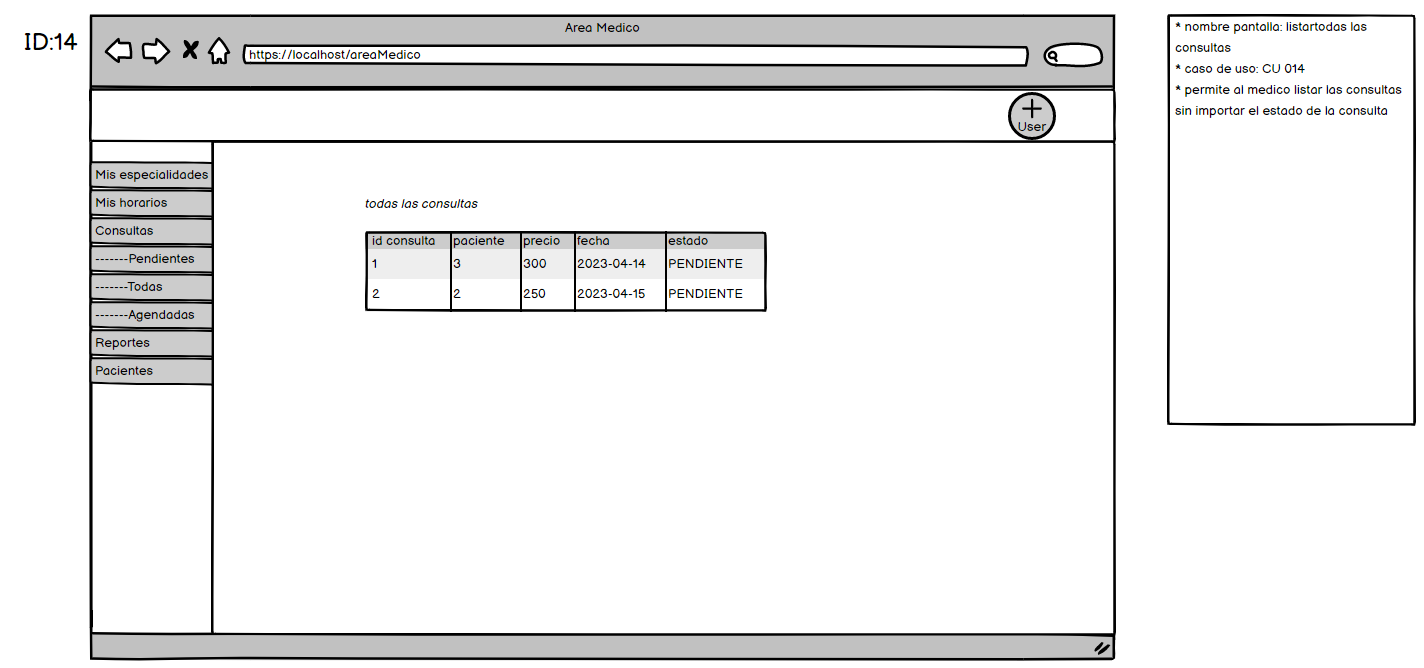 ID:14
Area Medico
https://localhost/areaMedico
User
Mis especialidades
Mis horarios
Consultas
-------Pendientes
-------Todas
-------Agendadas
Reportes
Pacientes
todas las consultas
id consulta paciente precio fecha estado
1 3 300 2023-04-14 PENDIENTE
2 2 250 2023-04-15 PENDIENTE
* nombre pantalla: listartodas las
consultas
* caso de uso: CU 014
* permite al medico listar las consultas
sin importar el estado de la consulta